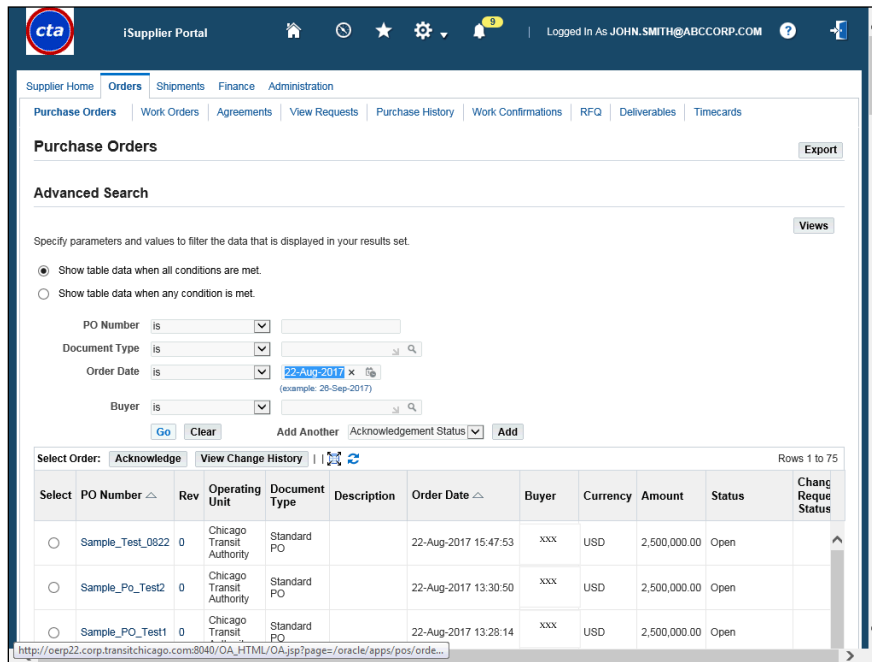 cta iSupplier Portal 9 | Logged In As JOHN.SMITH@ABCCORP.COM ?
Supplier Home Orders Shipments Finance Administration
Purchase Orders Work Orders Agreements View Requests Purchase History Work Confirmations RFQ Deliverables Timecards
Purchase Orders Export
Advanced Search
Views
Specify parameters and values to filter the data that is displayed in your results set.
Show table data when all conditions are met.
Show table data when any condition is met.
PO Number is
Document Type is
Order Date is 22-Aug-2017 ×
(example: 26-Sep-2017)
Buyer is
Go Clear Add Another Acknowledgement Status Add
Select Order: Acknowledge View Change History | | Rows 1 to 75
Select PO Number Rev Operating Unit Document Type Description Order Date Buyer Currency Amount Status Chang Reque Status
Sample_Test_0822 0 Chicago Transit Authority Standard PO 22-Aug-2017 15:47:53 xxx USD 2,500,000.00 Open
Sample_Po_Test2 0 Chicago Transit Authority Standard PO 22-Aug-2017 13:30:50 xxx USD 2,500,000.00 Open
Sample_PO_Test1 0 Chicago Transit Standard PO 22-Aug-2017 13:28:14 xxx USD 2,500,000.00 Open
http://oerp22.corp.transitchicago.com:8040/OA_HTML/OA.jsp?page=/oracle/apps/pos/orde...